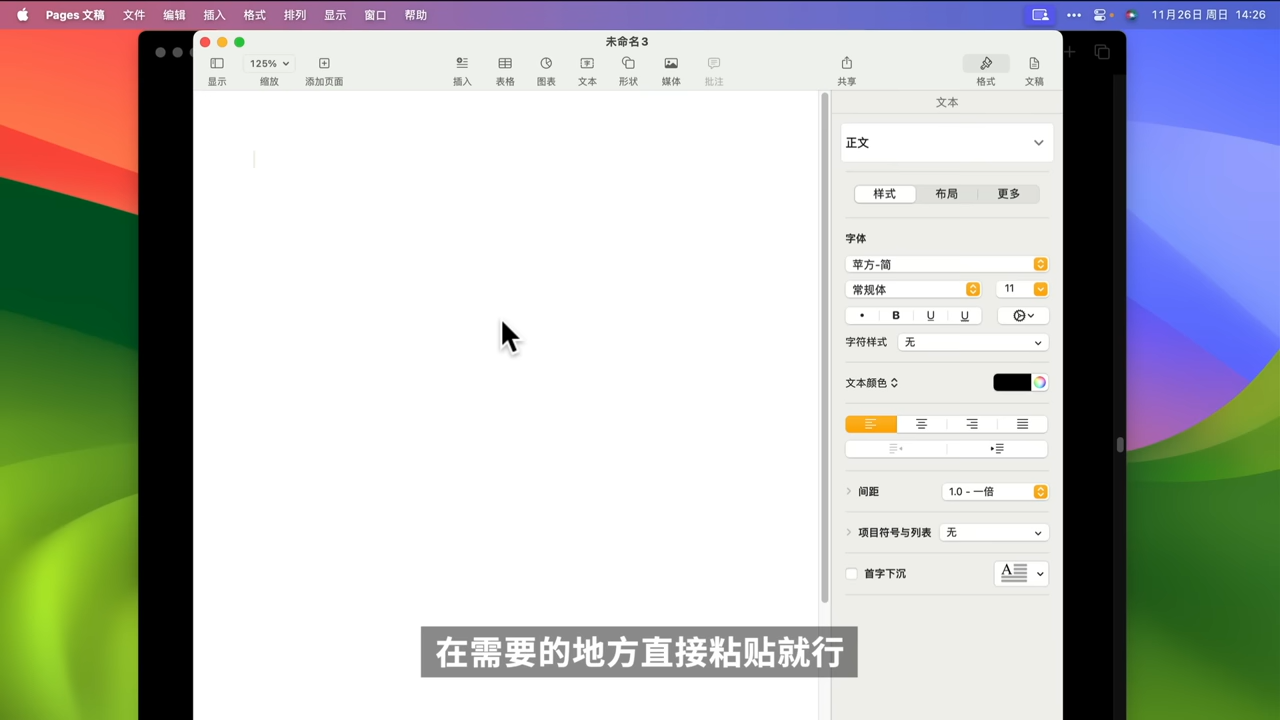 Pages 文稿 文件 编辑 插入 格式 排列 显示 窗口 帮助 11月26日 周日 14:26
未命名 3
125%
显示 缩放 添加页面 插入 表格 图表 文本 形状 媒体 批注 共享 格式 文稿
文本
正文
样式 布局 更多
字体
苹方-简
常规体 11
B U U
字符样式 无
文本颜色
间距 1.0 - 一倍
项目符号与列表 无
首字下沉 A
在需要的地方直接粘贴就行